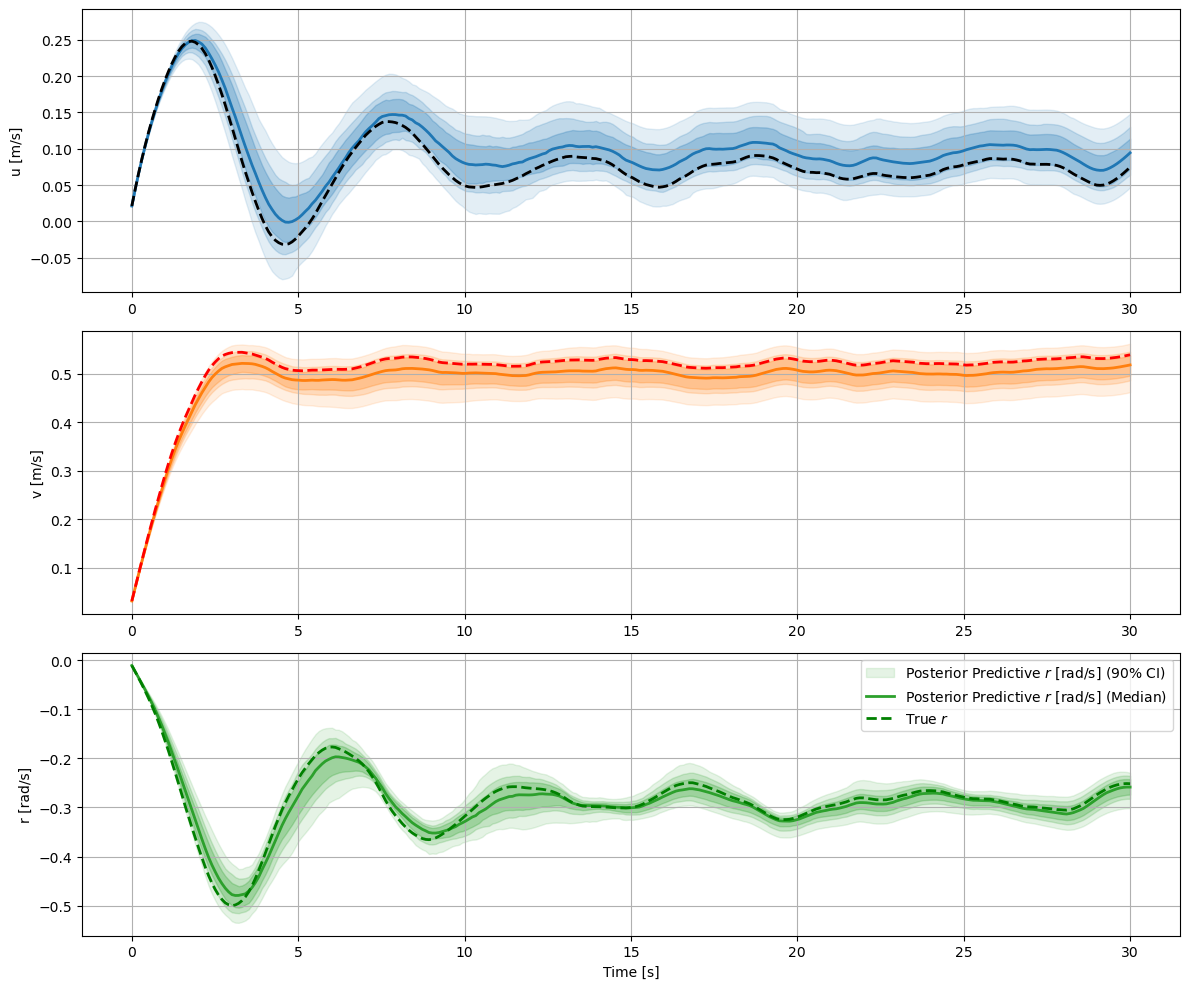 0.25
0.20
0.15
0.10
0.05
0.00
−0.05
u [m/s]
0 5 10 15 20 25 30
0.5
0.4
0.3
0.2
0.1
v [m/s]
0 5 10 15 20 25 30
0.0
−0.1
−0.2
−0.3
−0.4
−0.5
r [rad/s]
Posterior Predictive r [rad/s] (90% CI)
Posterior Predictive r [rad/s] (Median)
True r
0 5 10 15 20 25 30
Time [s]